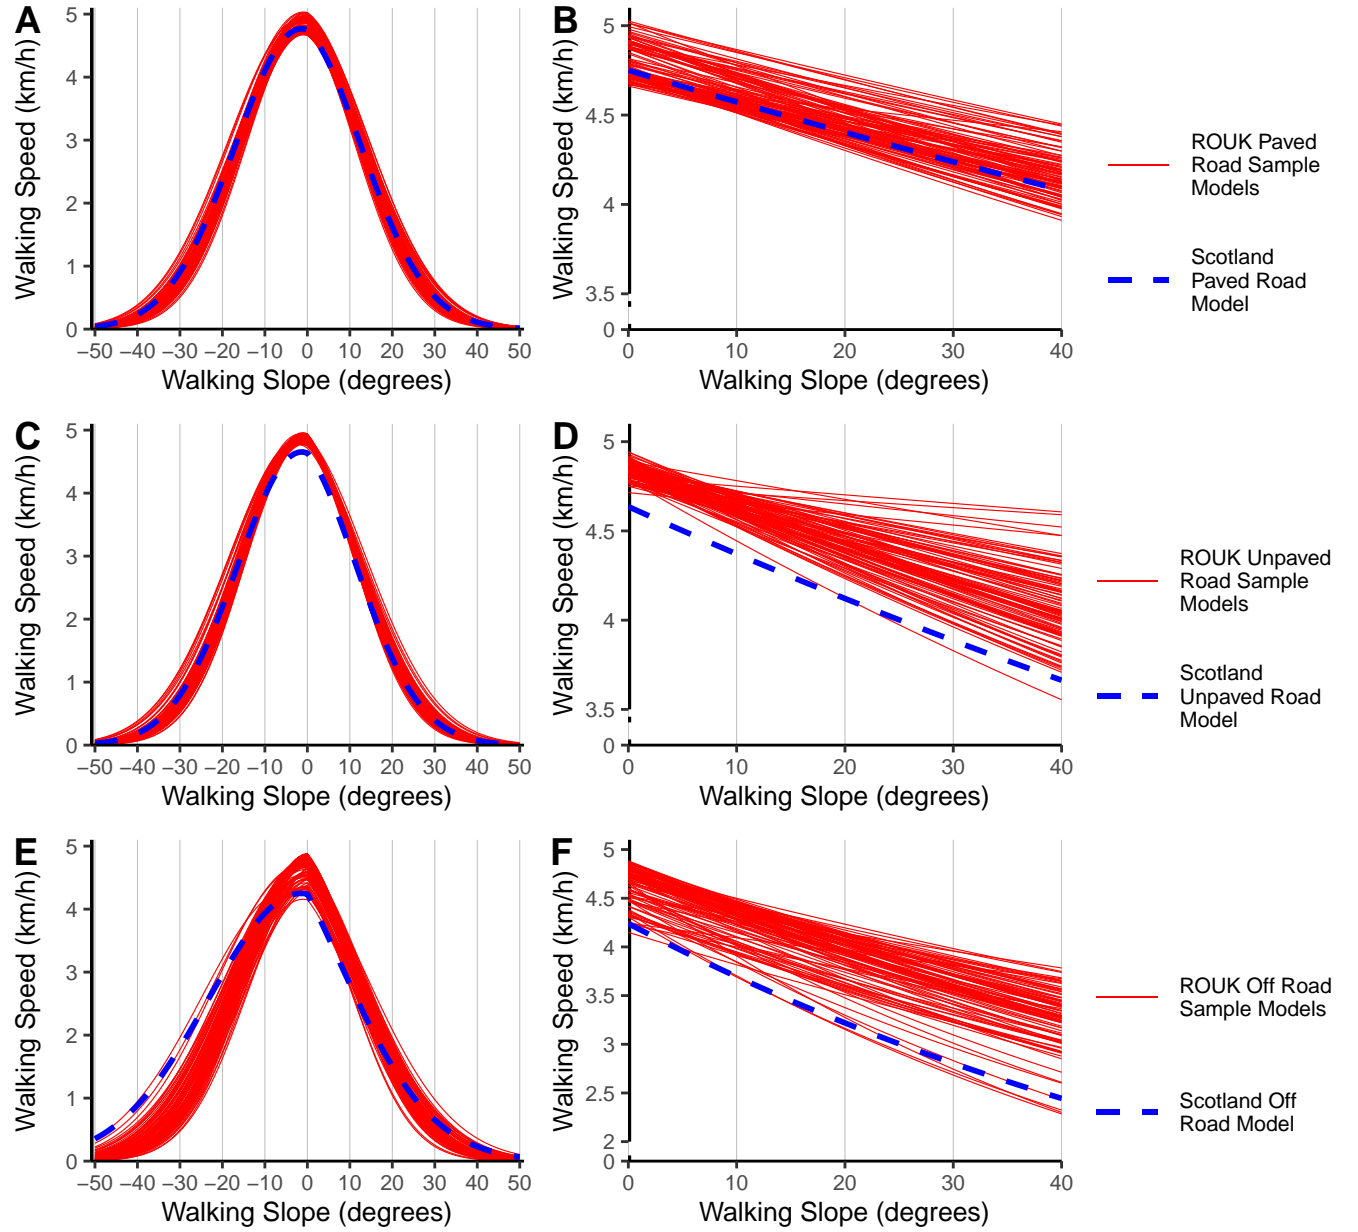 A
Walking Speed (km/h)
5
4
3
2
1
0
−50 −40 −30 −20 −10 0 10 20 30 40 50
Walking Slope (degrees)
B
Walking Speed (km/h)
5
4.5
4
3.5
0
0 10 20 30 40
Walking Slope (degrees)
ROUK Paved
Road Sample
Models
Scotland
Paved Road
Model
C
Walking Speed (km/h)
5
4
3
2
1
0
−50 −40 −30 −20 −10 0 10 20 30 40 50
Walking Slope (degrees)
D
Walking Speed (km/h)
5
4.5
4
3.5
0
0 10 20 30 40
Walking Slope (degrees)
ROUK Unpaved
Road Sample
Models
Scotland
Unpaved Road
Model
E
Walking Speed (km/h)
5
4
3
2
1
0
−50 −40 −30 −20 −10 0 10 20 30 40 50
Walking Slope (degrees)
F
Walking Speed (km/h)
5
4.5
4
3.5
3
2.5
2
0
0 10 20 30 40
Walking Slope (degrees)
ROUK Off Road
Sample Models
Scotland Off
Road Model